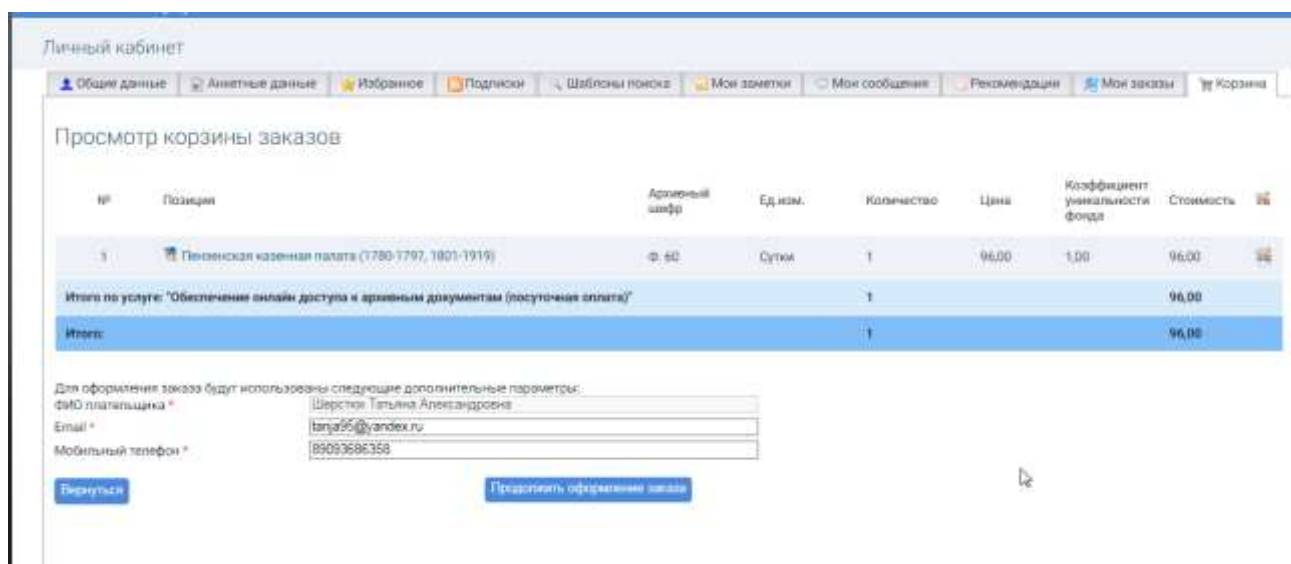 Личный кабинет
Общие данные Анкетные данные Избранное Подписки Шаблоны поиска Мои заметки Мои сообщения Рекомендации Мои заказы Корзина
Просмотр корзины заказов
№ Позиция Архивный шифр Ед.изм. Количество Цена Коэффициент уникальности фонда Стоимость
1 Пензенская казенная палата (1780-1797, 1801-1919) Ф. 60 Сутки 1 96,00 1,00 96,00
Итого по услуге: "Обеспечение онлайн доступа к архивным документам (посуточная оплата)" 1 96,00
Итого: 1 96,00
Для оформления заказа будут использованы следующие дополнительные параметры:
ФИО плательщика * Татьяна Александровна
Email * tanja95@yandex.ru
Мобильный телефон * 89093686358
Вернуться Продолжить оформление заказа